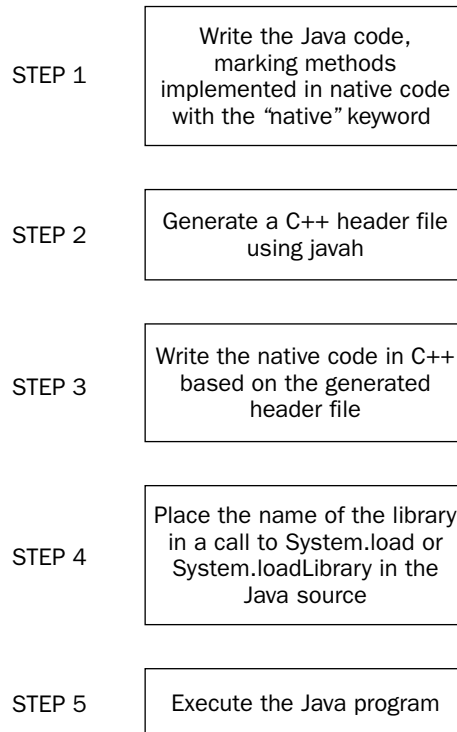 STEP 1
Write the Java code,
marking methods
implemented in native code
with the “native” keyword
STEP 2
Generate a C++ header file
using javah
STEP 3
Write the native code in C++
based on the generated
header file
STEP 4
Place the name of the library
in a call to System.load or
System.loadLibrary in the
Java source
STEP 5
Execute the Java program